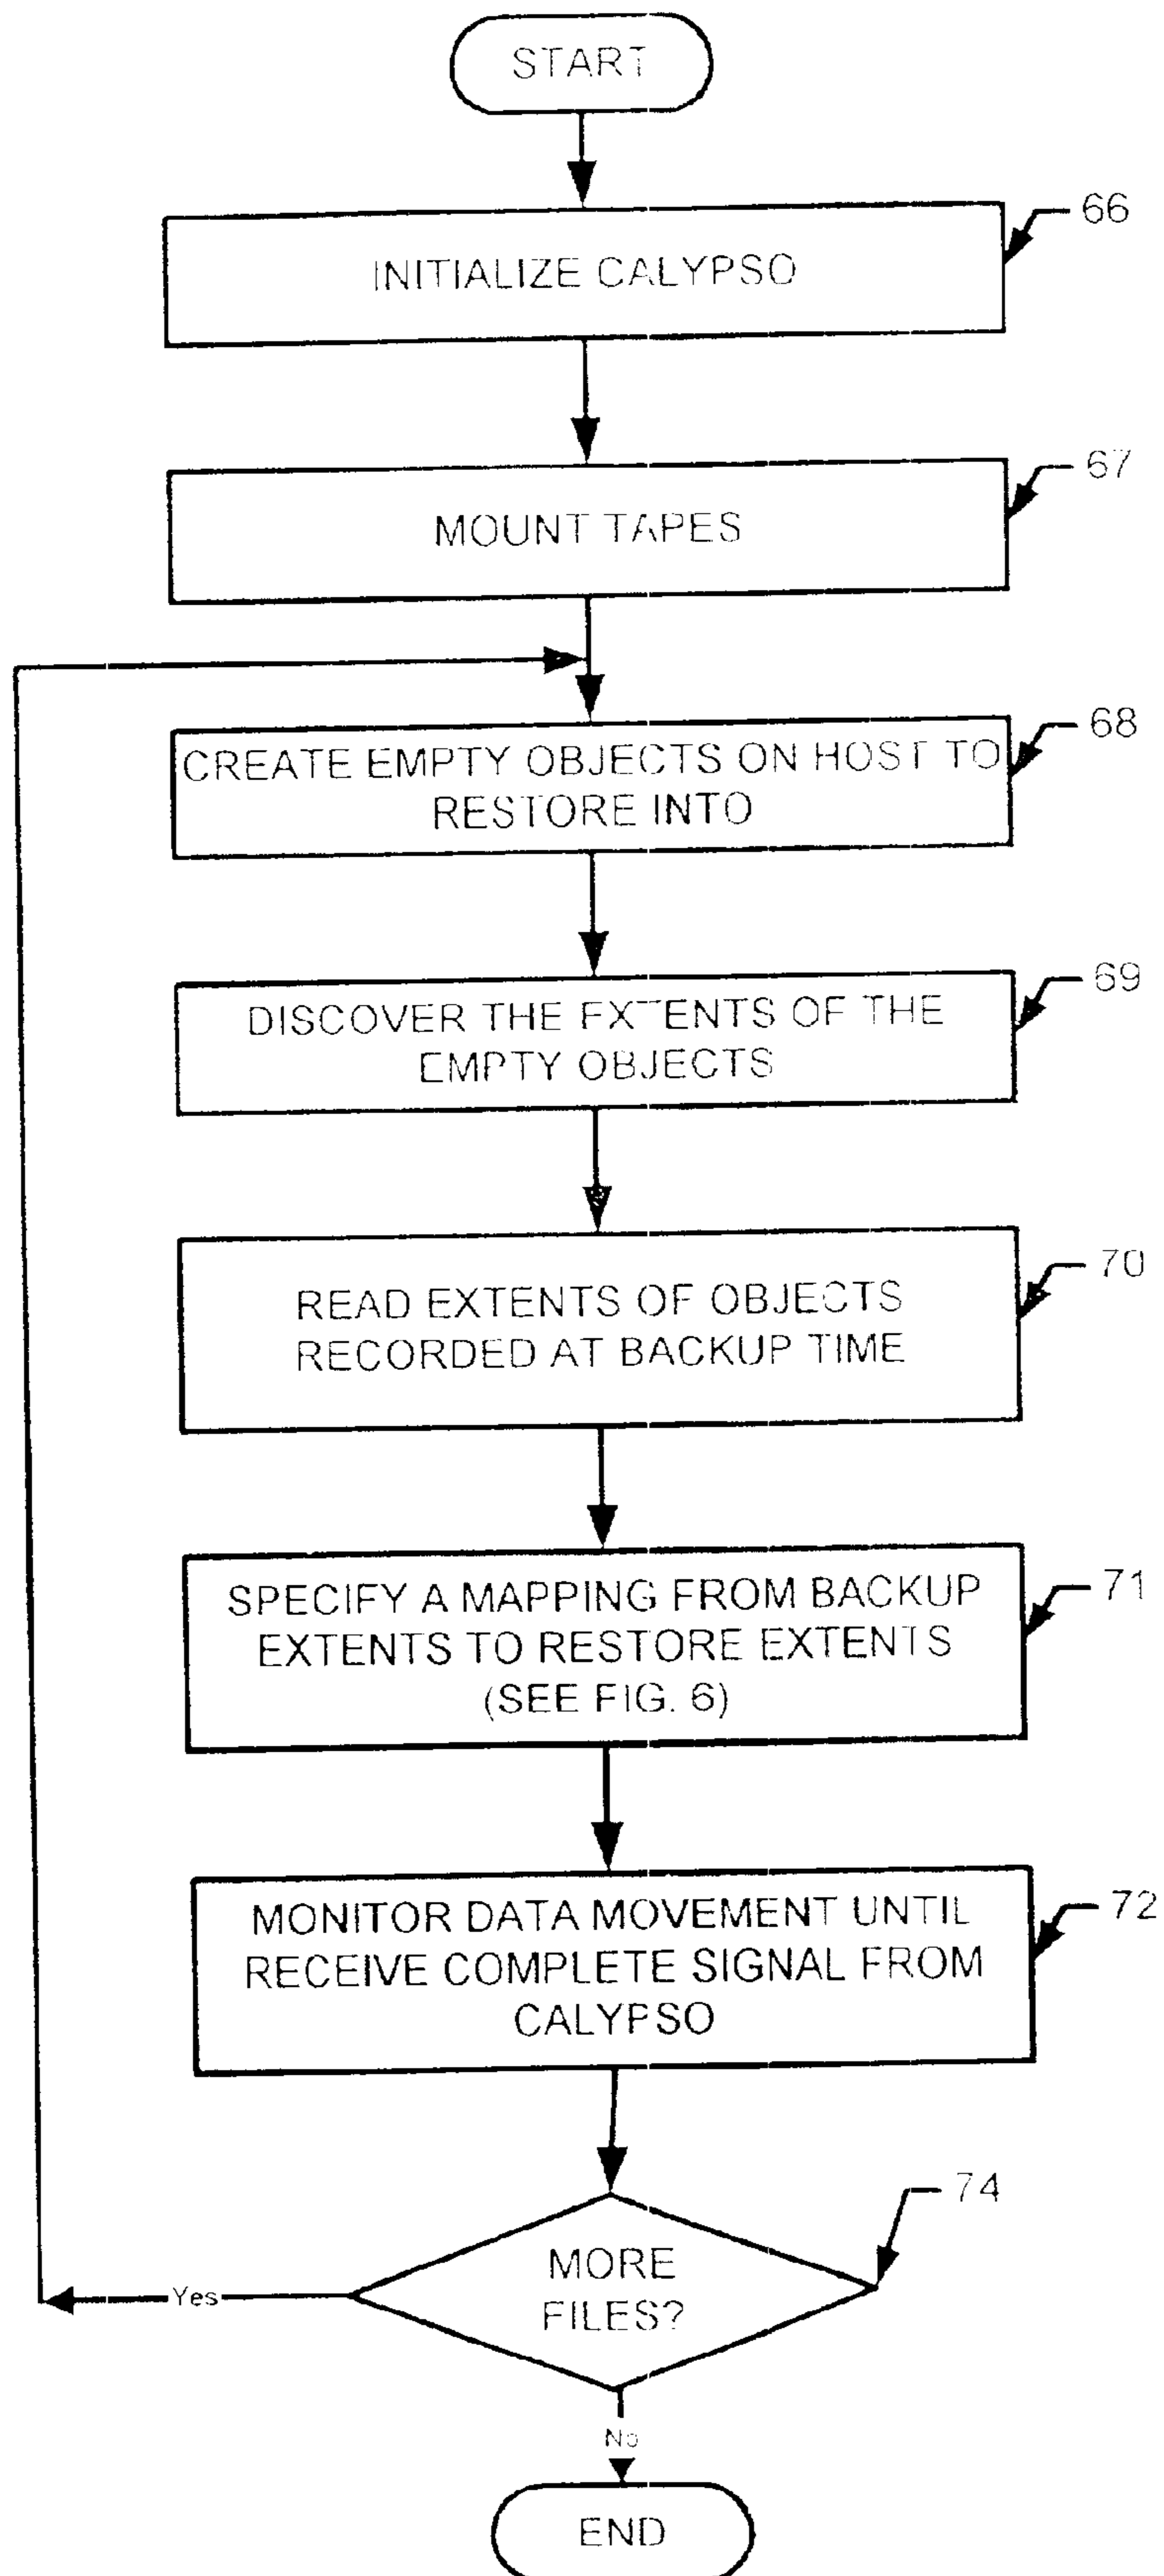 START
66
INITIALIZE CALYPSO
67
MOUNT TAPES
68
CREATE EMPTY OBJECTS ON HOST TO
RESTORE INTO
69
DISCOVER THE EXTENTS OF THE
EMPTY OBJECTS
70
READ EXTENTS OF OBJECTS
RECORDED AT BACKUP TIME
71
SPECIFY A MAPPING FROM BACKUP
EXTENTS TO RESTORE EXTENTS
(SEE FIG. 6)
72
MONITOR DATA MOVEMENT UNTIL
RECEIVE COMPLETE SIGNAL FROM
CALYPSO
74
MORE
FILES?
Yes
No
END